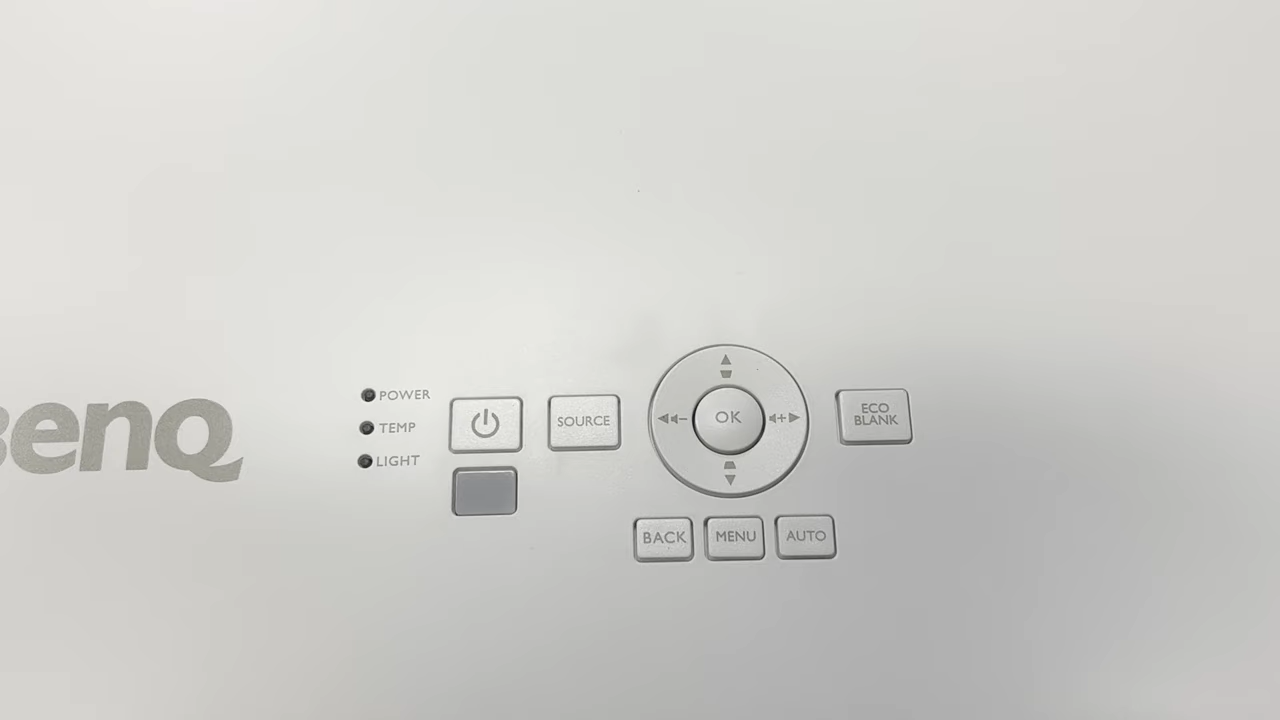 BenQ
POWER
TEMP
LIGHT
SOURCE
OK
ECO
BLANK
BACK
MENU
AUTO